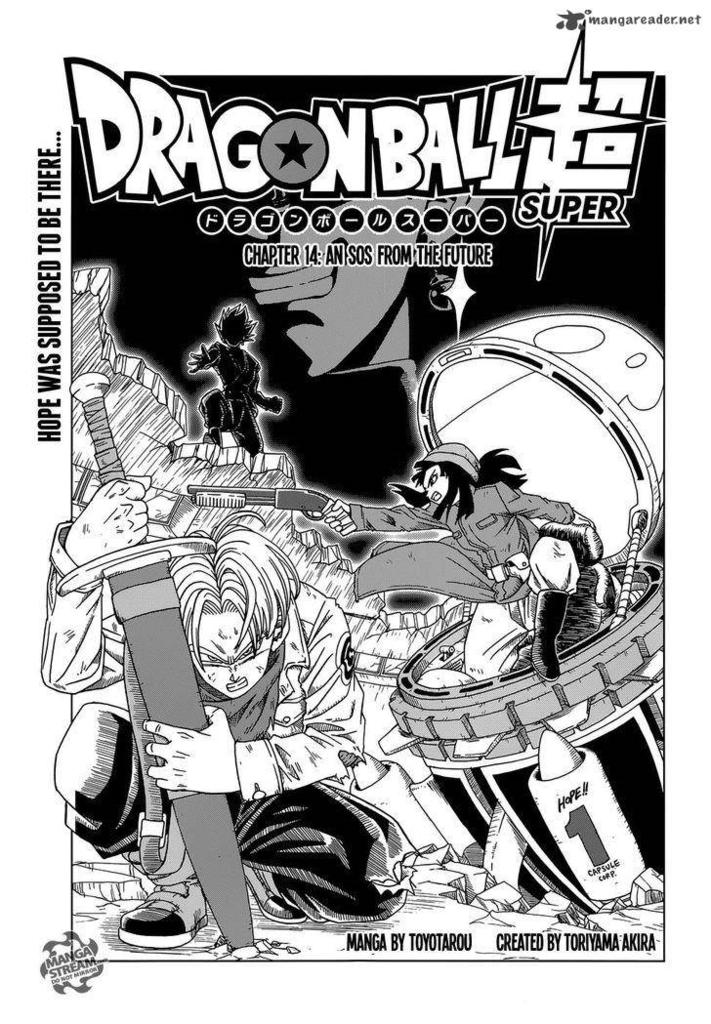 mangareader.net
DRAGON BALL 超
SUPER
ドラゴンボールスーパー
CHAPTER 14: AN SOS FROM THE FUTURE
HOPE WAS SUPPOSED TO BE THERE...
HOPE!!
1
CAPSULE
CORP.
MANGA BY TOYOTAROU CREATED BY TORIYAMA AKIRA
MANGA
STREAM
DO NOT MIRROR